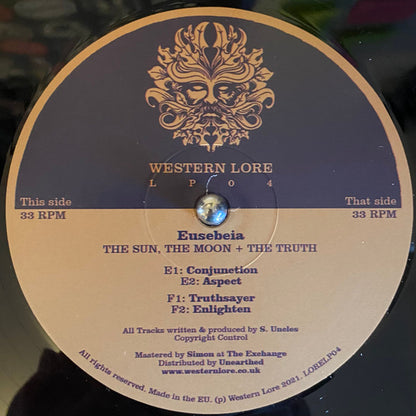 WESTERN LORE
LP04
This side
33 RPM
That side
33 RPM
Eusebeia
THE SUN, THE MOON + THE TRUTH
E1: Conjunction
E2: Aspect
F1: Truthsayer
F2: Enlighten
All Tracks written & produced by S. Uncles
Copyright Control
Mastered by Simon at The Exchange
Distributed by Unearthed
www.westernlore.co.uk
All rights reserved. Made in the EU. (p) Western Lore 2021. LORELP04